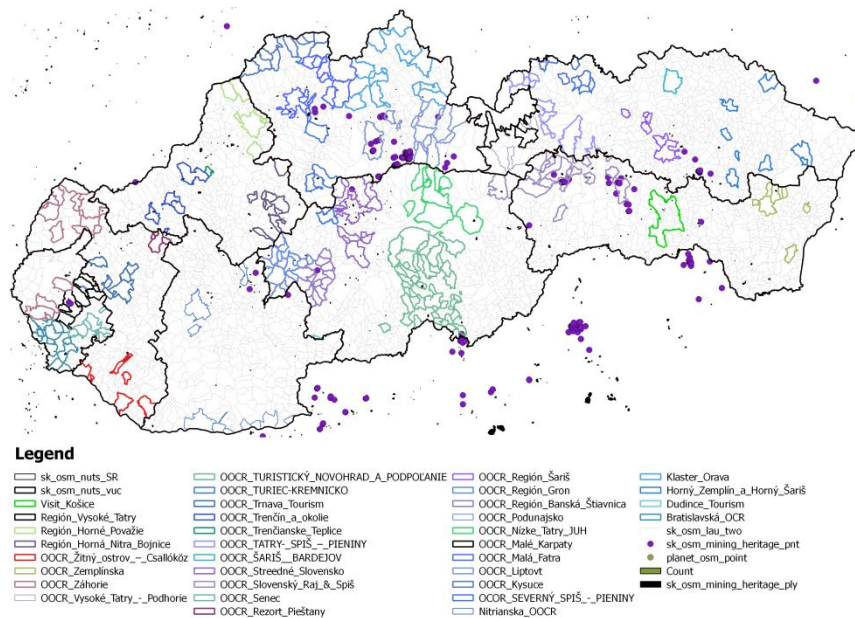 Legend
sk_osm_nuts_SR
sk_osm_nuts_vuc
Visit_Košice
Región_Vysoké_Tatry
Región_Horné_Považie
Región_Horná_Nitra_Bojnice
OOCR_Žitný_ostrov_–_Csallóköz
OOCR_Zemplínska
OOCR_Záhorie
OOCR_Vysoké_Tatry_-_Podhorie
OOCR_TURISTICKÝ_NOVOHRAD_A_PODPOĽANIE
OOCR_TURIEC-KREMNICKO
OOCR_Trnava_Tourism
OOCR_Trenčín_a_okolie
OOCR_Trenčianske_Teplice
OOCR_TATRY-_SPIŠ_–_PIENINY
OOCR_ŠARIŠ__BARDEJOV
OOCR_Streedné_Slovensko
OOCR_Slovenský_Raj_&_Spiš
OOCR_Senec
OOCR_Rezort_Pieštany
OOCR_Región_Šariš
OOCR_Región_Gron
OOCR_Región_Banská_Štiavnica
OOCR_Podunajsko
OOCR_Nízke_Tatry_JUH
OOCR_Malé_Karpaty
OOCR_Malá_Fatra
OOCR_Liptovt
OOCR_Kysuce
OCOR_SEVERNÝ_SPIŠ_-_PIENINY
Nitrianska_OOCR
Klaster_Orava
Horný_Zemplín_a_Horný_Šariš
Dudince_Tourism
Bratislavská_OCR
sk_osm_lau_two
sk_osm_mining_heritage_pnt
planet_osm_point
Count
sk_osm_mining_heritage_ply